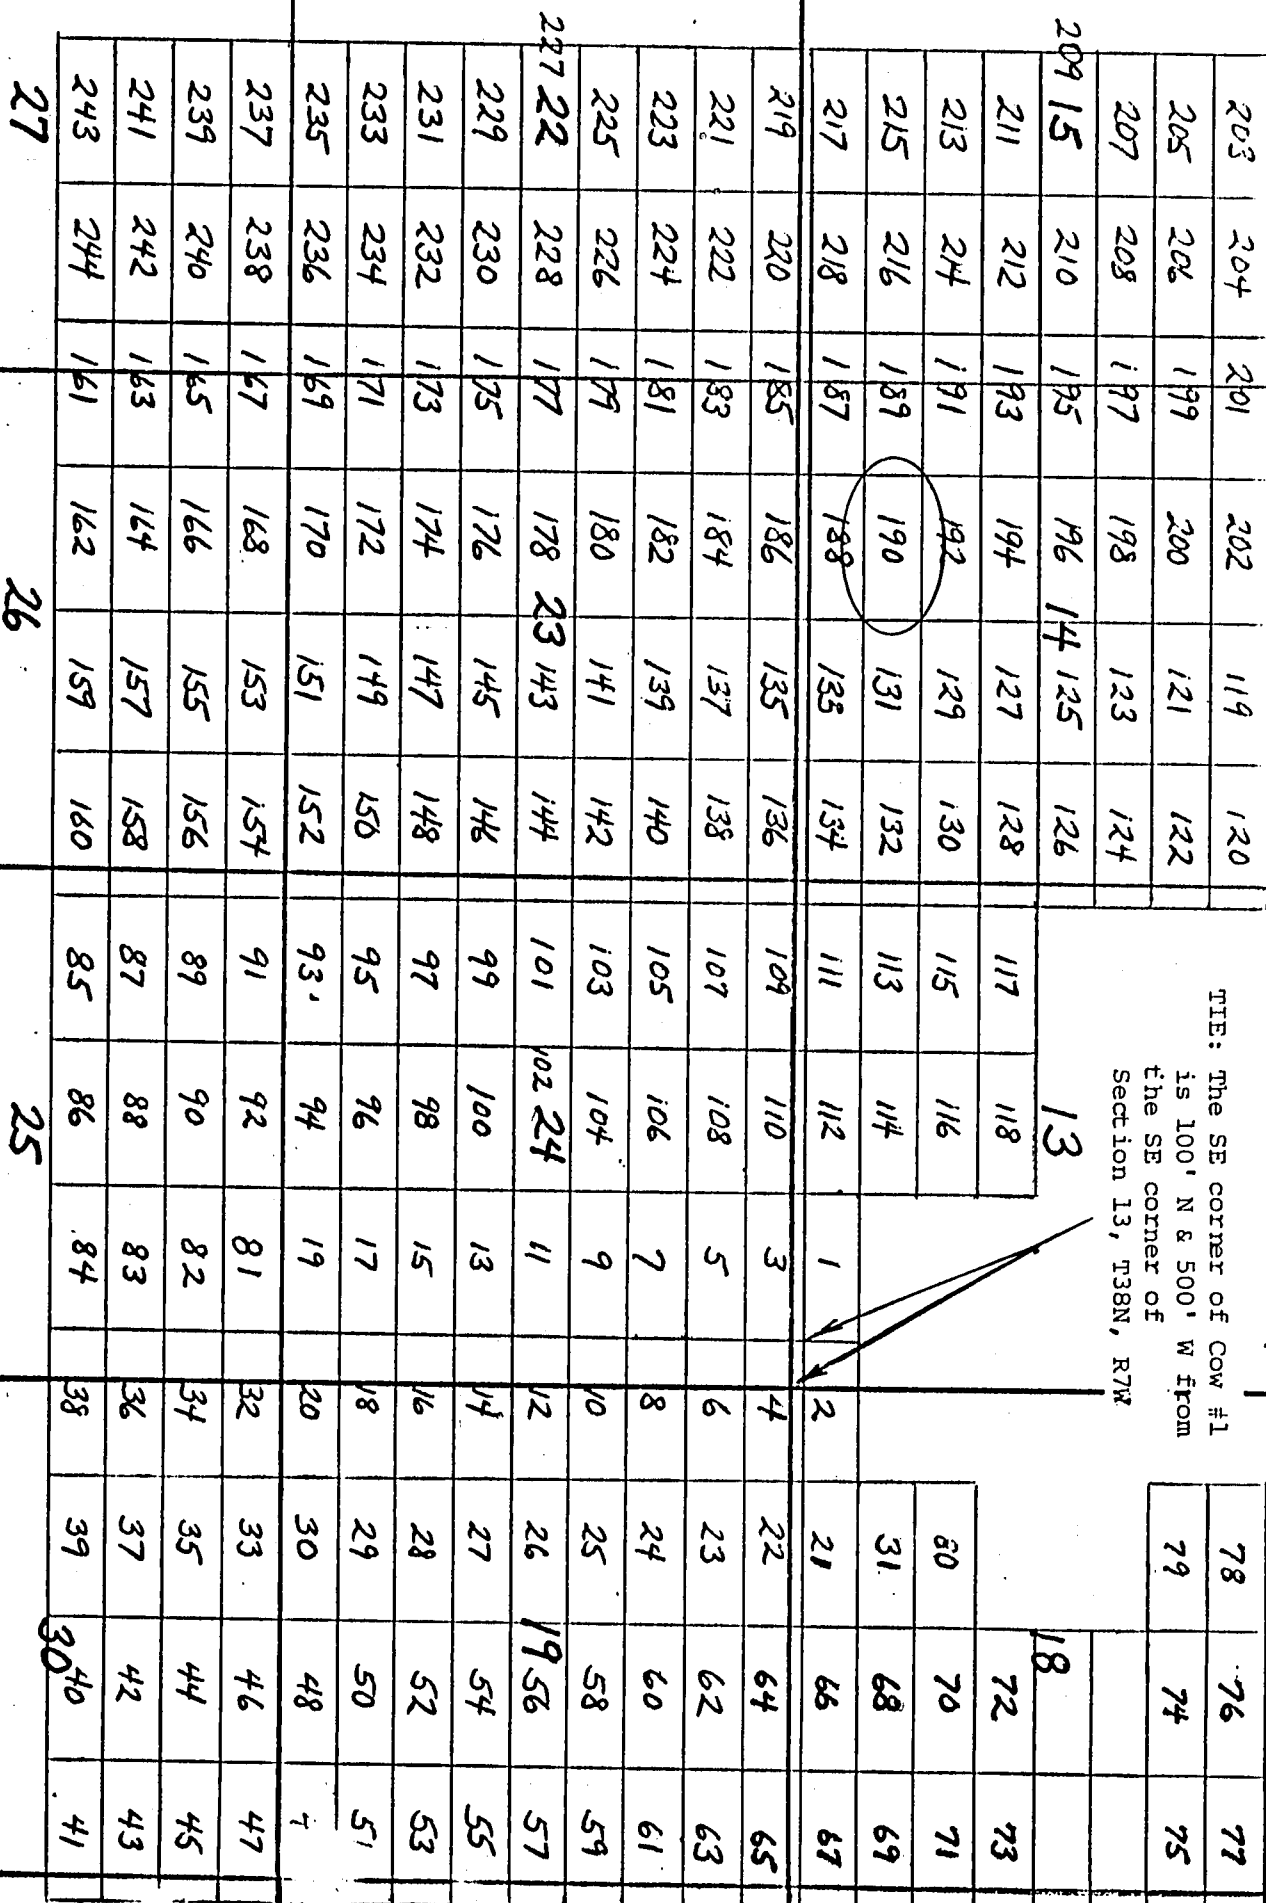 203 204 201 202 119 120 78 76 77
205 206 199 200 121 122 79 74 75
TIE: The SE corner of Cow #1
is 100' N & 500' W from
the SE corner of
Section 13, T38N, R7W
207 208 197 198 123 124
209 15 210 195 196 14 125 126 13 18
211 212 193 194 127 128 117 118 72 73
213 214 191 192 129 130 115 116 80 70 71
215 216 189 190 131 132 113 114 31 68 69
217 218 187 188 133 134 111 112 1 2 21 66 67
219 220 185 186 135 136 109 110 3 4 22 64 65
221 222 183 184 137 138 107 108 5 6 23 62 63
223 224 181 182 139 140 105 106 7 8 24 60 61
225 226 179 180 141 142 103 104 9 10 25 58 59
227 22 228 177 178 23 143 144 101 102 24 11 12 26 19 56 57
229 230 175 176 145 146 99 100 13 14 27 54 55
231 232 173 174 147 148 97 98 15 16 28 52 53
233 234 171 172 149 150 95 96 17 18 29 50 51
235 236 169 170 151 152 93 94 19 20 30 48
237 238 167 168 153 154 91 92 81 32 33 46 47
239 240 165 166 155 156 89 90 82 34 35 44 45
241 242 163 164 157 158 87 88 83 36 37 42 43
243 244 161 162 159 160 85 86 84 38 39 30 40 41
27 26 25